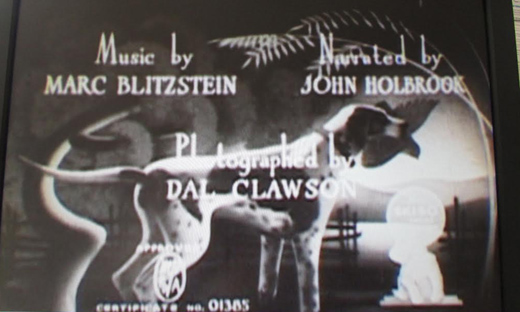 Music by
MARC BLITZSTEIN
Narrated by
JOHN HOLBROOK
Photographed by
DAL CLAWSON
APPROVED
CERTIFICATE NO. 01385